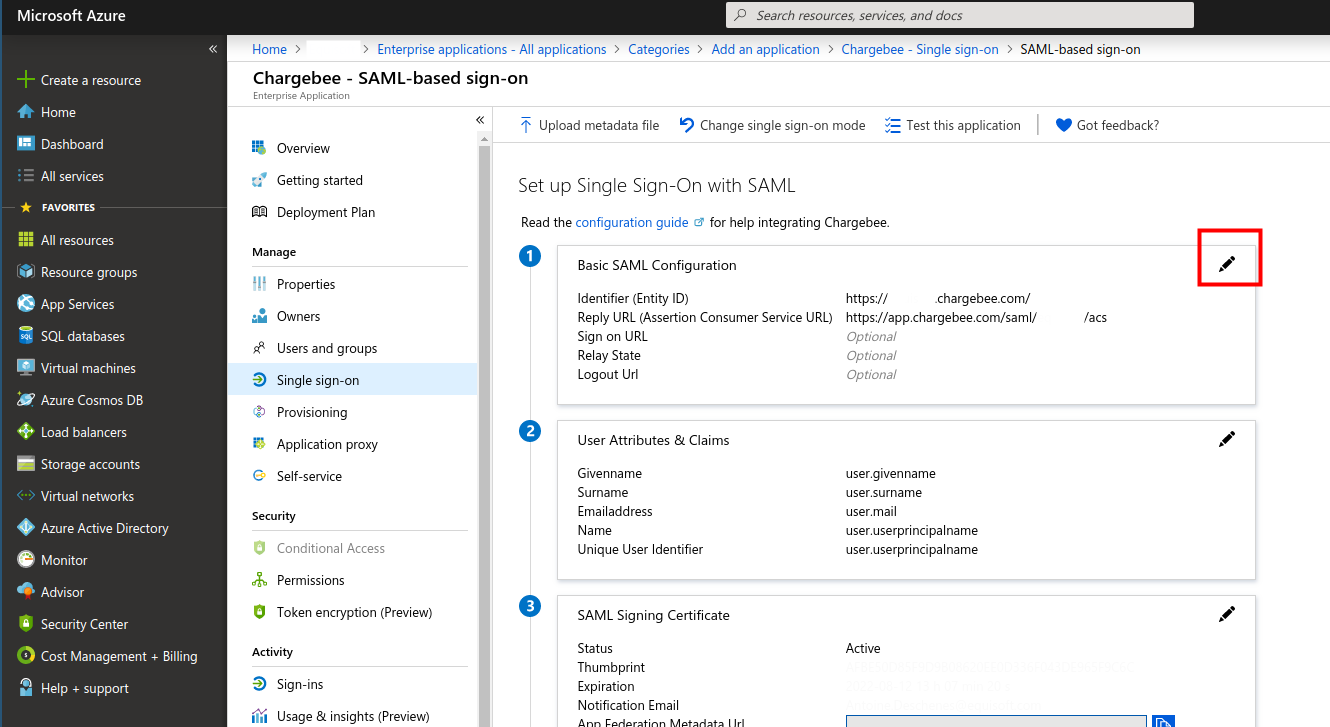 Microsoft Azure
Search resources, services, and docs
«
Create a resource
Home
Dashboard
All services
FAVORITES
All resources
Resource groups
App Services
SQL databases
Virtual machines
Azure Cosmos DB
Load balancers
Storage accounts
Virtual networks
Azure Active Directory
Monitor
Advisor
Security Center
Cost Management + Billing
Help + support
Home > > Enterprise applications - All applications > Categories > Add an application > Chargebee - Single sign-on > SAML-based sign-on
Chargebee - SAML-based sign-on
Enterprise Application
«
Overview
Getting started
Deployment Plan
Manage
Properties
Owners
Users and groups
Single sign-on
Provisioning
Application proxy
Self-service
Security
Conditional Access
Permissions
Token encryption (Preview)
Activity
Sign-ins
Usage & insights (Preview)
Upload metadata file Change single sign-on mode Test this application Got feedback?
Set up Single Sign-On with SAML
Read the configuration guide for help integrating Chargebee.
1
Basic SAML Configuration
Identifier (Entity ID) https:// .chargebee.com/
Reply URL (Assertion Consumer Service URL) https://app.chargebee.com/saml/ /acs
Sign on URL Optional
Relay State Optional
Logout Url Optional
2
User Attributes & Claims
Givenname user.givenname
Surname user.surname
Emailaddress user.mail
Name user.userprincipalname
Unique User Identifier user.userprincipalname
3
SAML Signing Certificate
Status Active
Thumbprint
Expiration
Notification Email
App Federation Metadata Url